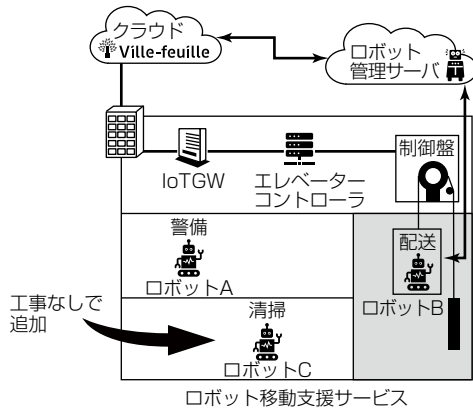 クラウド
Ville-feuille
ロボット
管理サーバ
制御盤
IoTGW
エレベーター
コントローラ
警備
ロボットA
配送
ロボットB
工事なしで
追加
清掃
ロボットC
ロボット移動支援サービス